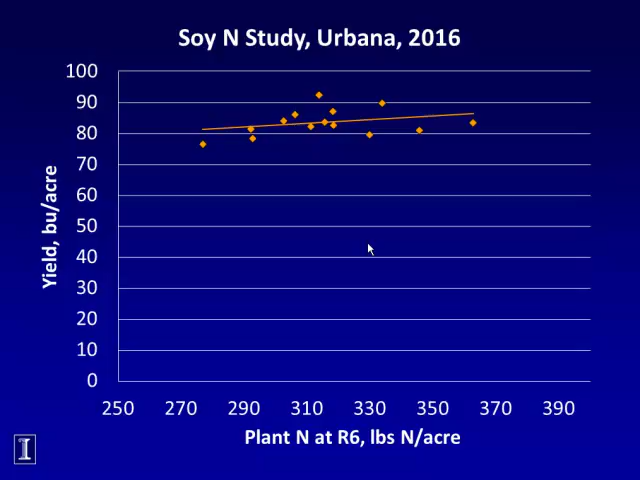 Soy N Study, Urbana, 2016
100
90
80
70
60
50
40
30
20
10
0
Yield, bu/acre
250 270 290 310 330 350 370 390
Plant N at R6, lbs N/acre
I